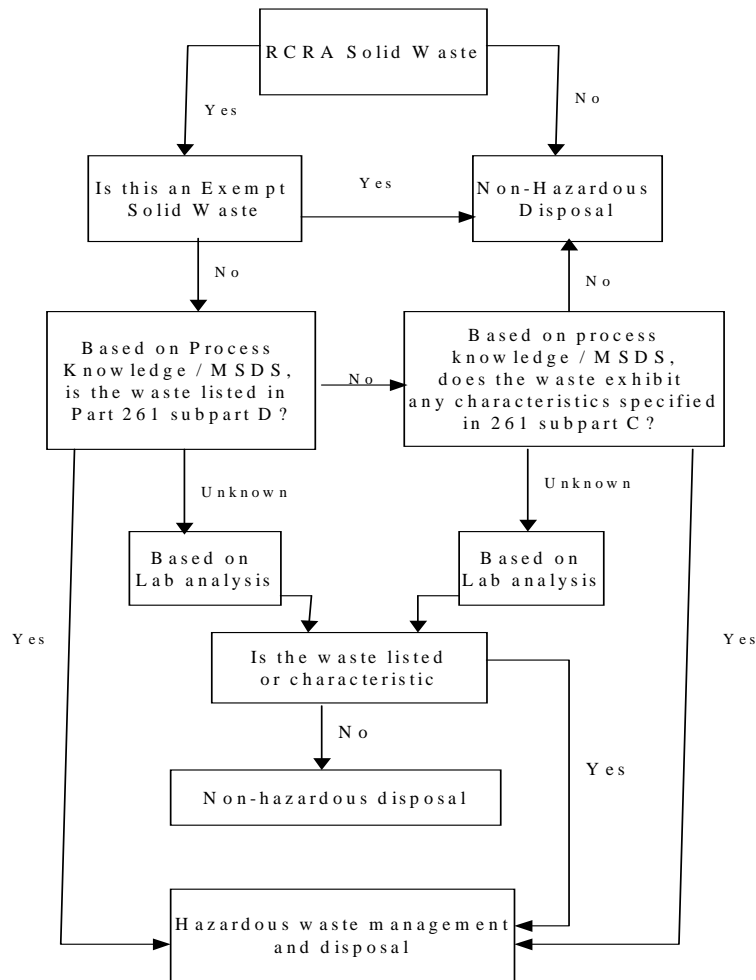 RCRA Solid Waste
Yes
No
Is this an Exempt
Solid Waste
Yes
Non-Hazardous
Disposal
No
No
Based on Process
Knowledge / MSDS,
is the waste listed in
Part 261 subpart D?
No
Based on process
knowledge / MSDS,
does the waste exhibit
any characteristics specified
in 261 subpart C?
Unknown
Unknown
Based on
Lab analysis
Based on
Lab analysis
Yes
Yes
Is the waste listed
or characteristic
No
Yes
Non-hazardous disposal
Hazardous waste management
and disposal